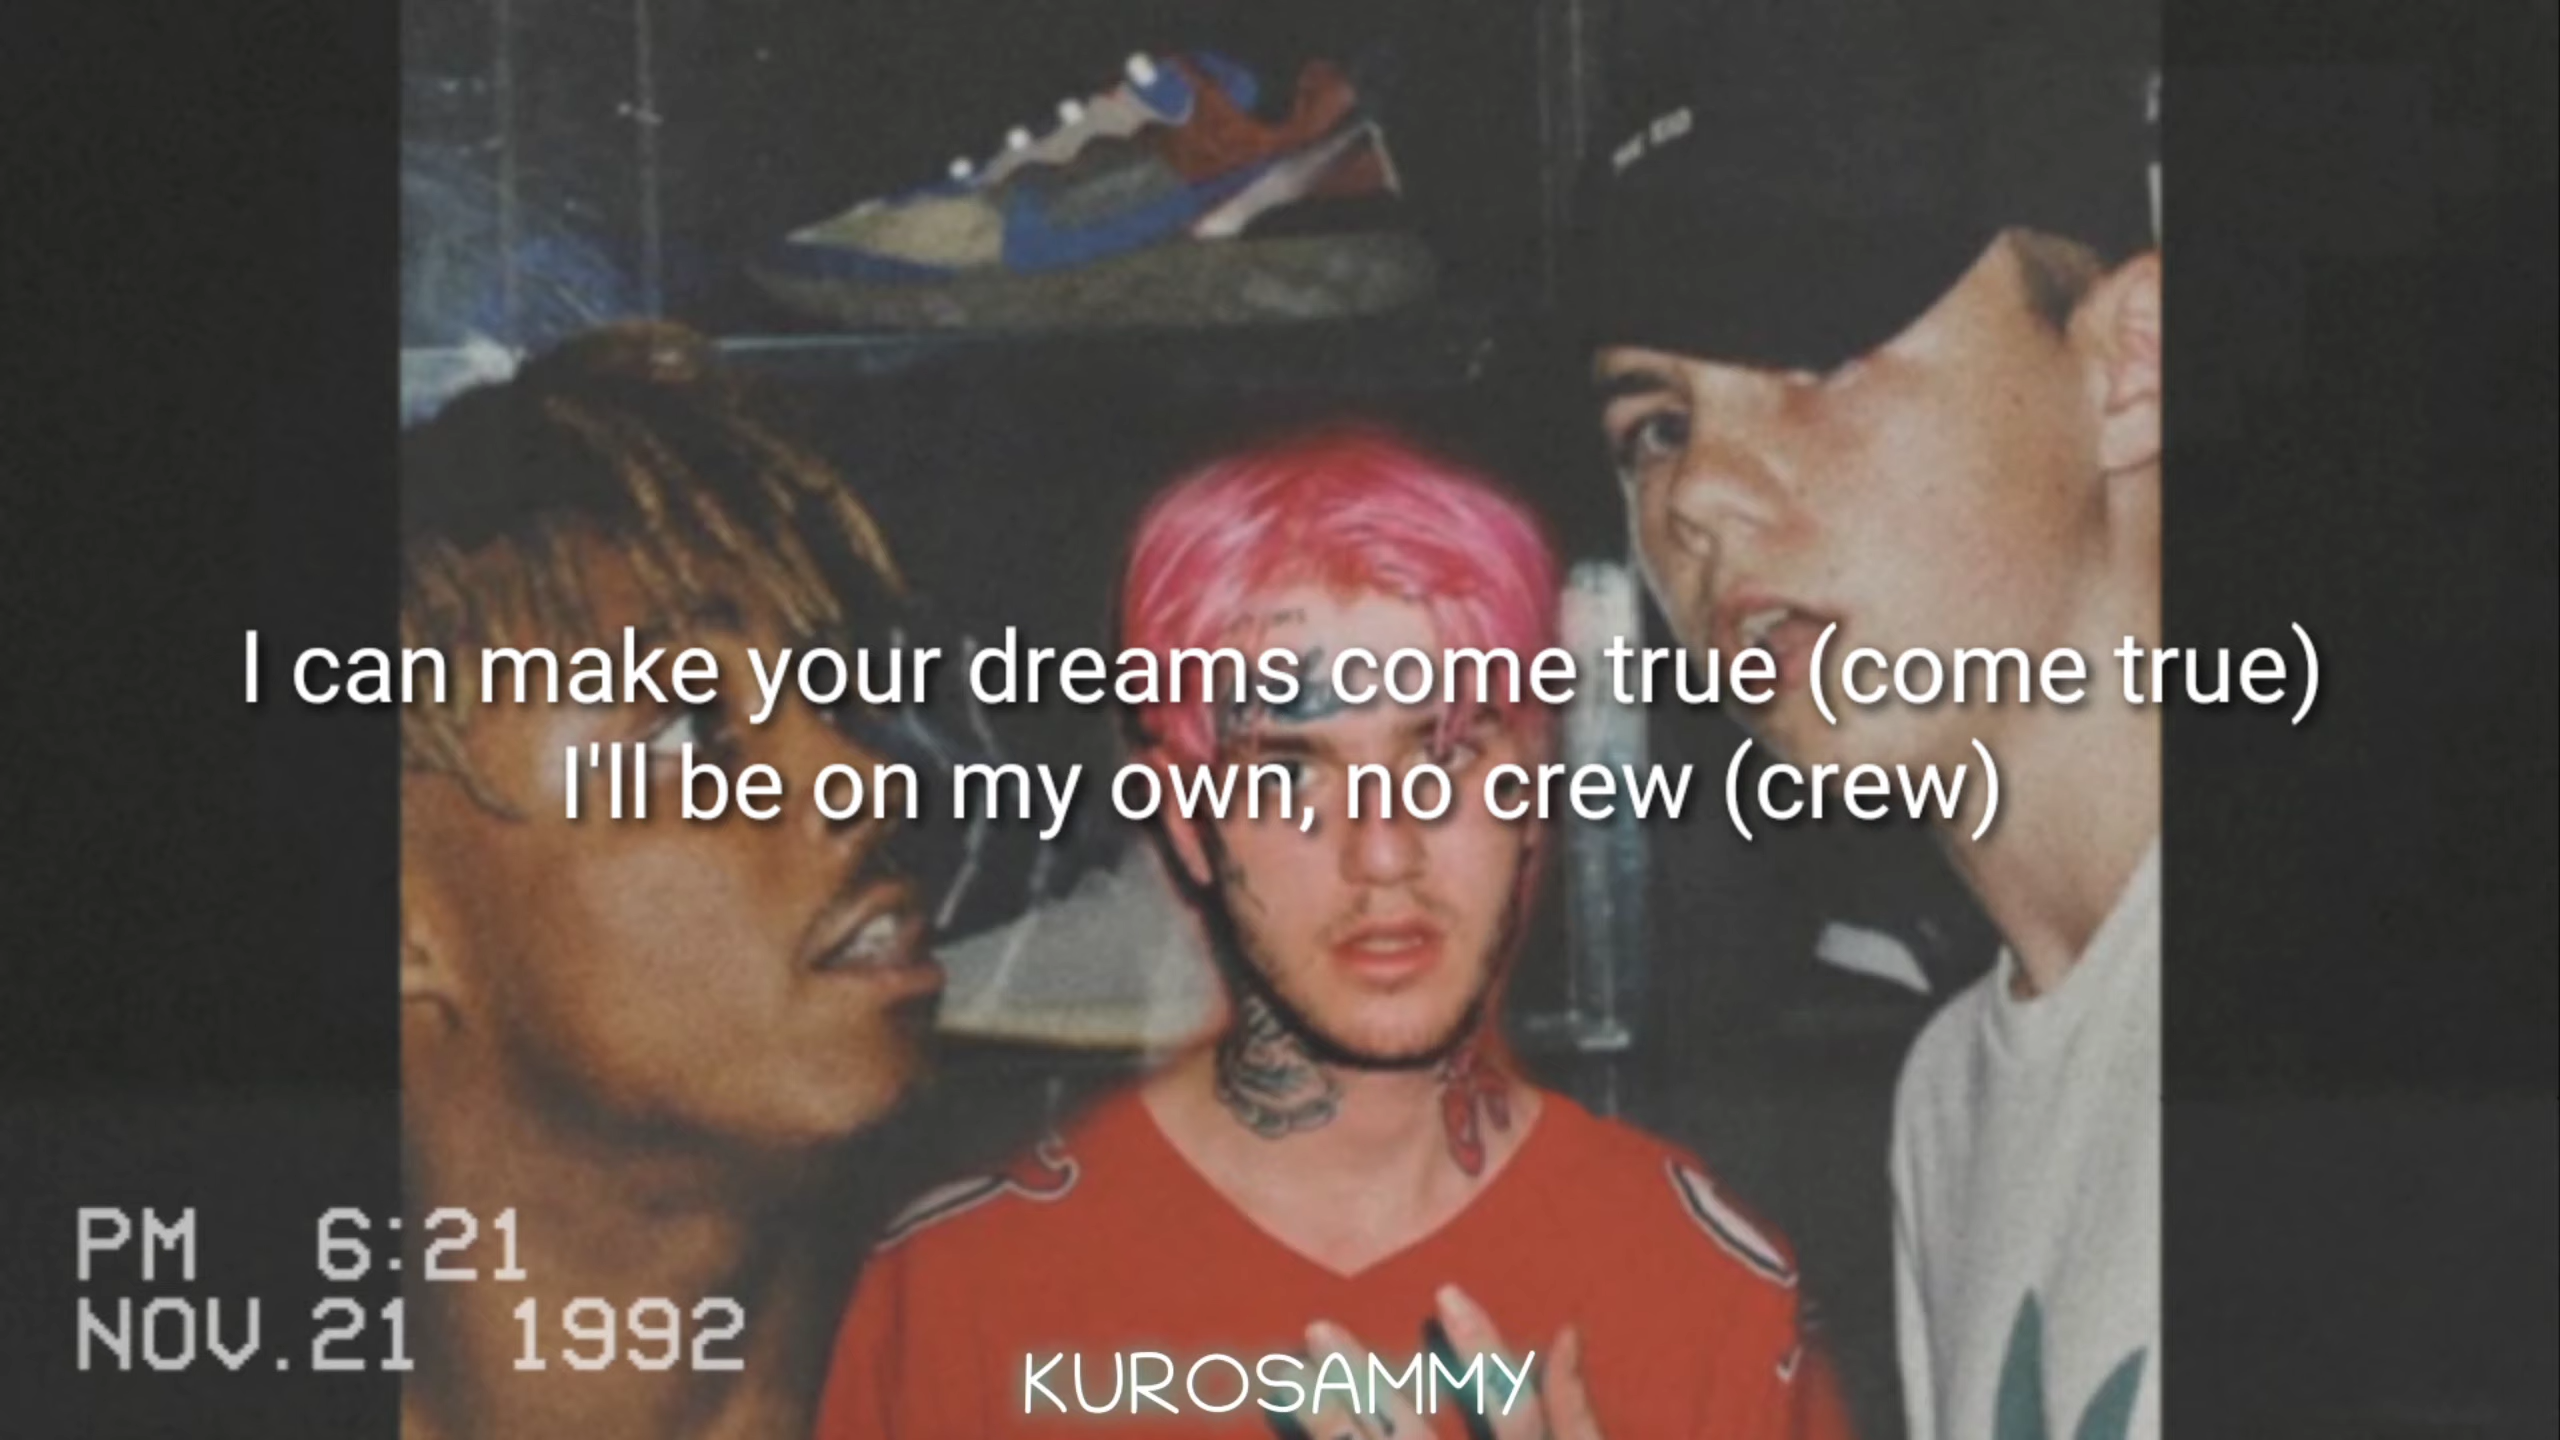 I can make your dreams come true (come true)
I'll be on my own, no crew (crew)
PM 6:21
NOV.21 1992
KUROSAMMY